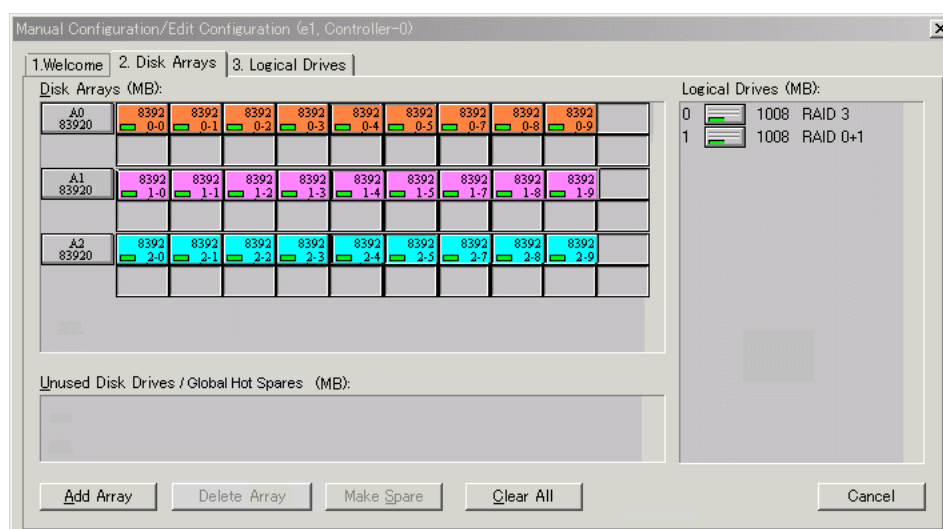 Manual Configuration/Edit Configuration (e1, Controller-0)
1.Welcome 2. Disk Arrays 3. Logical Drives
Disk Arrays (MB):
Logical Drives (MB):
A0 83920
8392 0-0 8392 0-1 8392 0-2 8392 0-3 8392 0-4 8392 0-5 8392 0-7 8392 0-8 8392 0-9
0 1008 RAID 3
1 1008 RAID 0+1
A1 83920
8392 1-0 8392 1-1 8392 1-2 8392 1-3 8392 1-4 8392 1-5 8392 1-7 8392 1-8 8392 1-9
A2 83920
8392 2-0 8392 2-1 8392 2-2 8392 2-3 8392 2-4 8392 2-5 8392 2-7 8392 2-8 8392 2-9
Unused Disk Drives / Global Hot Spares (MB):
Add Array Delete Array Make Spare Clear All Cancel